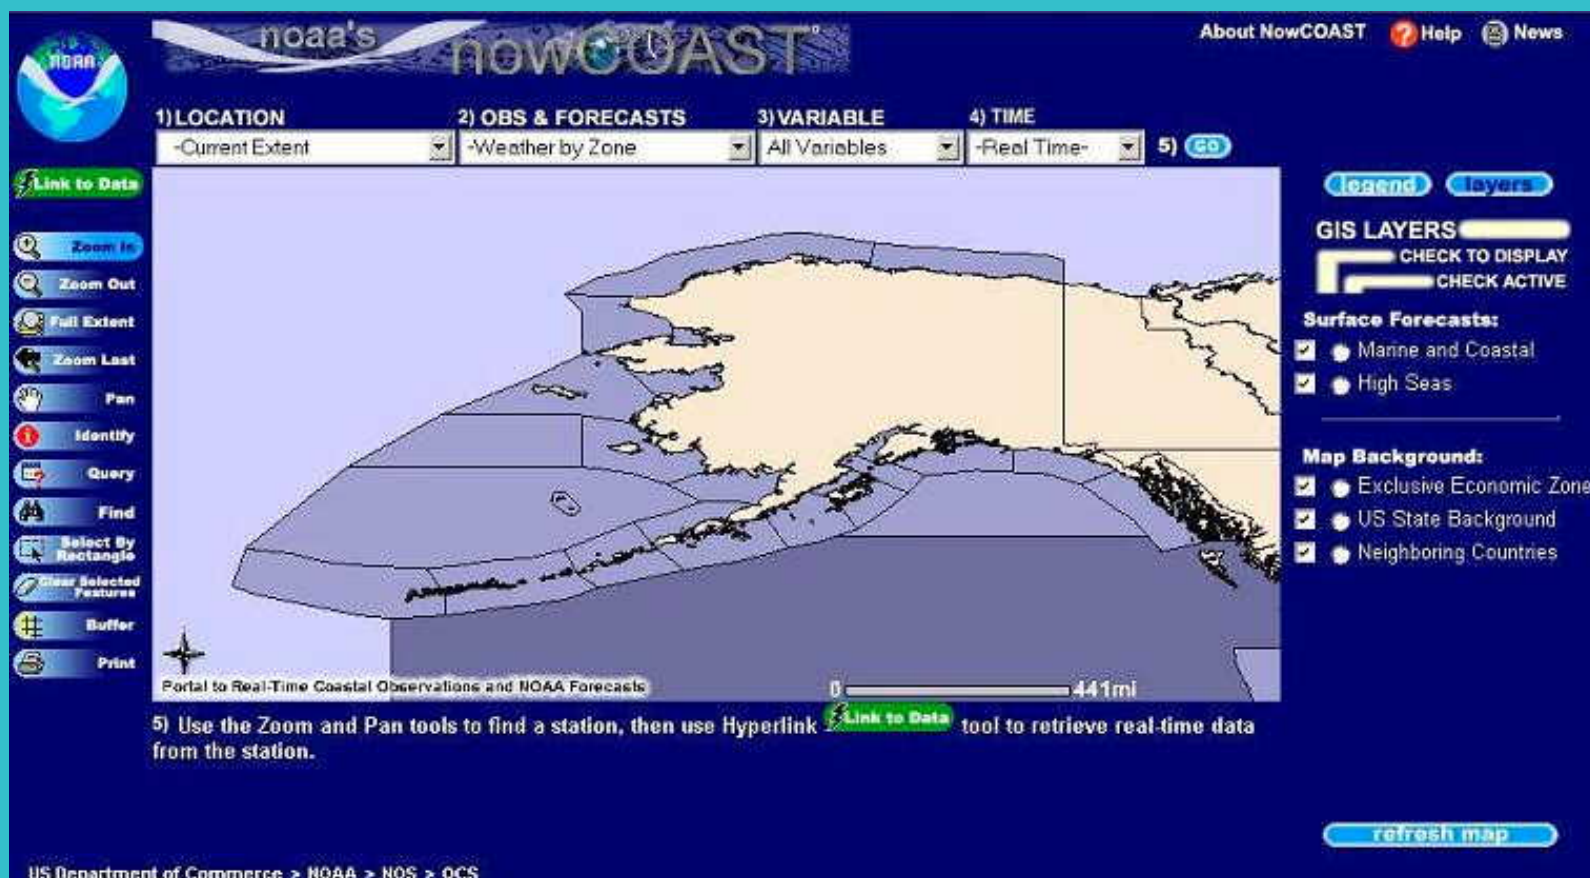 NOAA
noaa's nowCOAST
About NowCOAST ? Help News
1) LOCATION 2) OBS & FORECASTS 3) VARIABLE 4) TIME
-Current Extent -Weather by Zone All Variables -Real Time- 5) GO
Link to Data
Zoom In
Zoom Out
Full Extent
Zoom Last
Pan
Identify
Query
Find
Select By
Rectangle
Clear Selected
Features
Buffer
Print
legend layers
GIS LAYERS
CHECK TO DISPLAY
CHECK ACTIVE
Surface Forecasts:
Marine and Coastal
High Seas
Map Background:
Exclusive Economic Zone
US State Background
Neighboring Countries
Portal to Real-Time Coastal Observations and NOAA Forecasts
0 441mi
5) Use the Zoom and Pan tools to find a station, then use Hyperlink Link to Data tool to retrieve real-time data
from the station.
refresh map
US Department of Commerce > NOAA > NOS > OCS